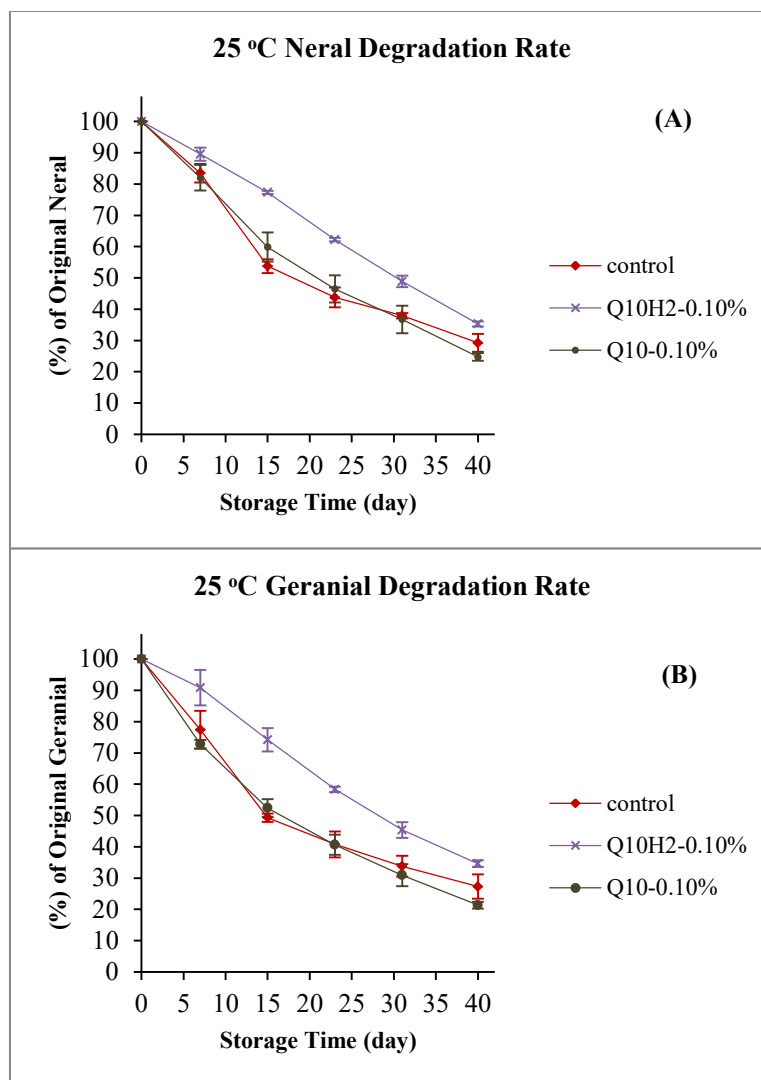 25 ºC Neral Degradation Rate
(A)
(%) of Original Neral
100
90
80
70
60
50
40
30
20
10
0
0 5 10 15 20 25 30 35 40
Storage Time (day)
control
Q10H2-0.10%
Q10-0.10%
25 ºC Geranial Degradation Rate
(B)
(%) of Original Geranial
100
90
80
70
60
50
40
30
20
10
0
0 5 10 15 20 25 30 35 40
Storage Time (day)
control
Q10H2-0.10%
Q10-0.10%